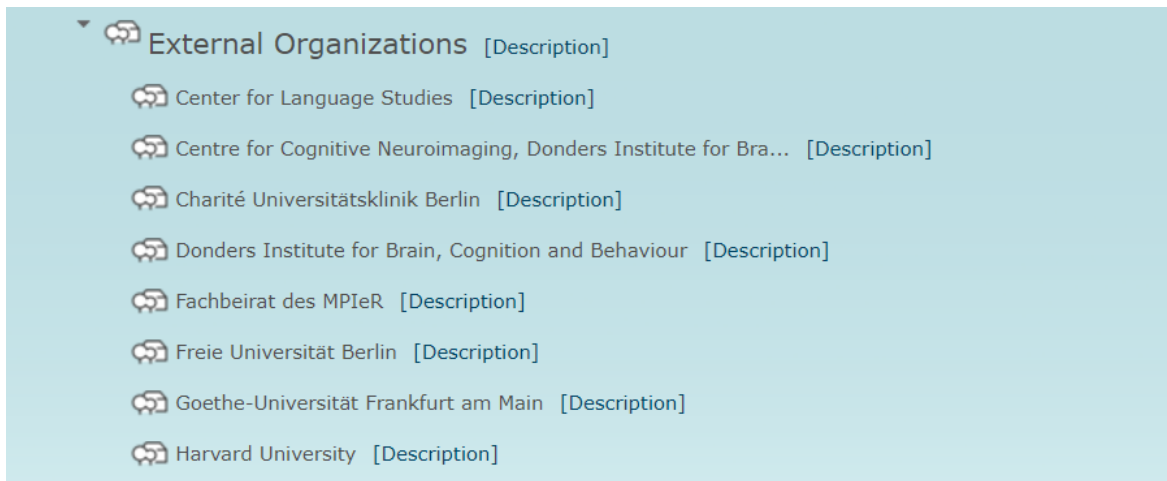 External Organizations [Description]
Center for Language Studies [Description]
Centre for Cognitive Neuroimaging, Donders Institute for Bra... [Description]
Charité Universitätsklinik Berlin [Description]
Donders Institute for Brain, Cognition and Behaviour [Description]
Fachbeirat des MPIeR [Description]
Freie Universität Berlin [Description]
Goethe-Universität Frankfurt am Main [Description]
Harvard University [Description]